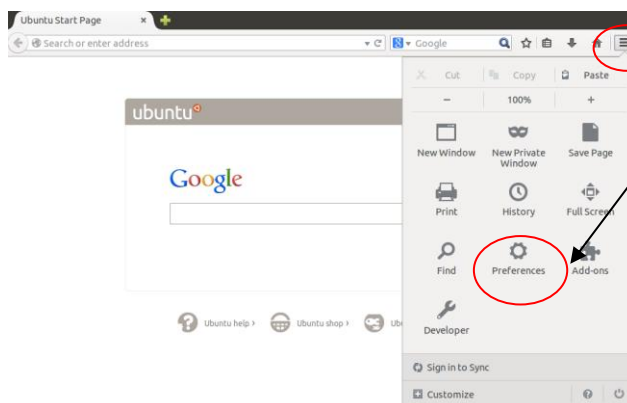 Ubuntu Start Page
Search or enter address
Google
Cut Copy Paste
100%
ubuntu
New Window New Private Window Save Page
Google
Print History Full Screen
Find Preferences Add-ons
Ubuntu help › Ubuntu shop › Ub
Developer
Sign in to Sync
Customize